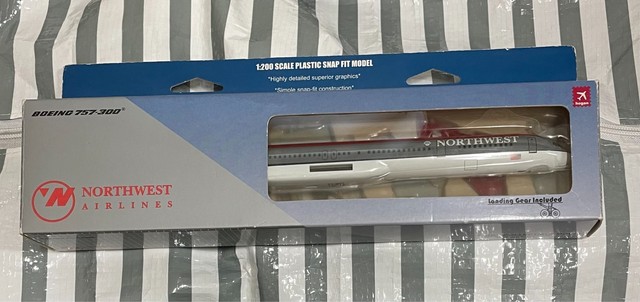 1:200 SCALE PLASTIC SNAP FIT MODEL
"Highly detailed superior graphics"
"Simple snap-fit construction"
BOEING 757-300®
hogan
NORTHWEST
NORTHWEST
AIRLINES
Landing Gear Included